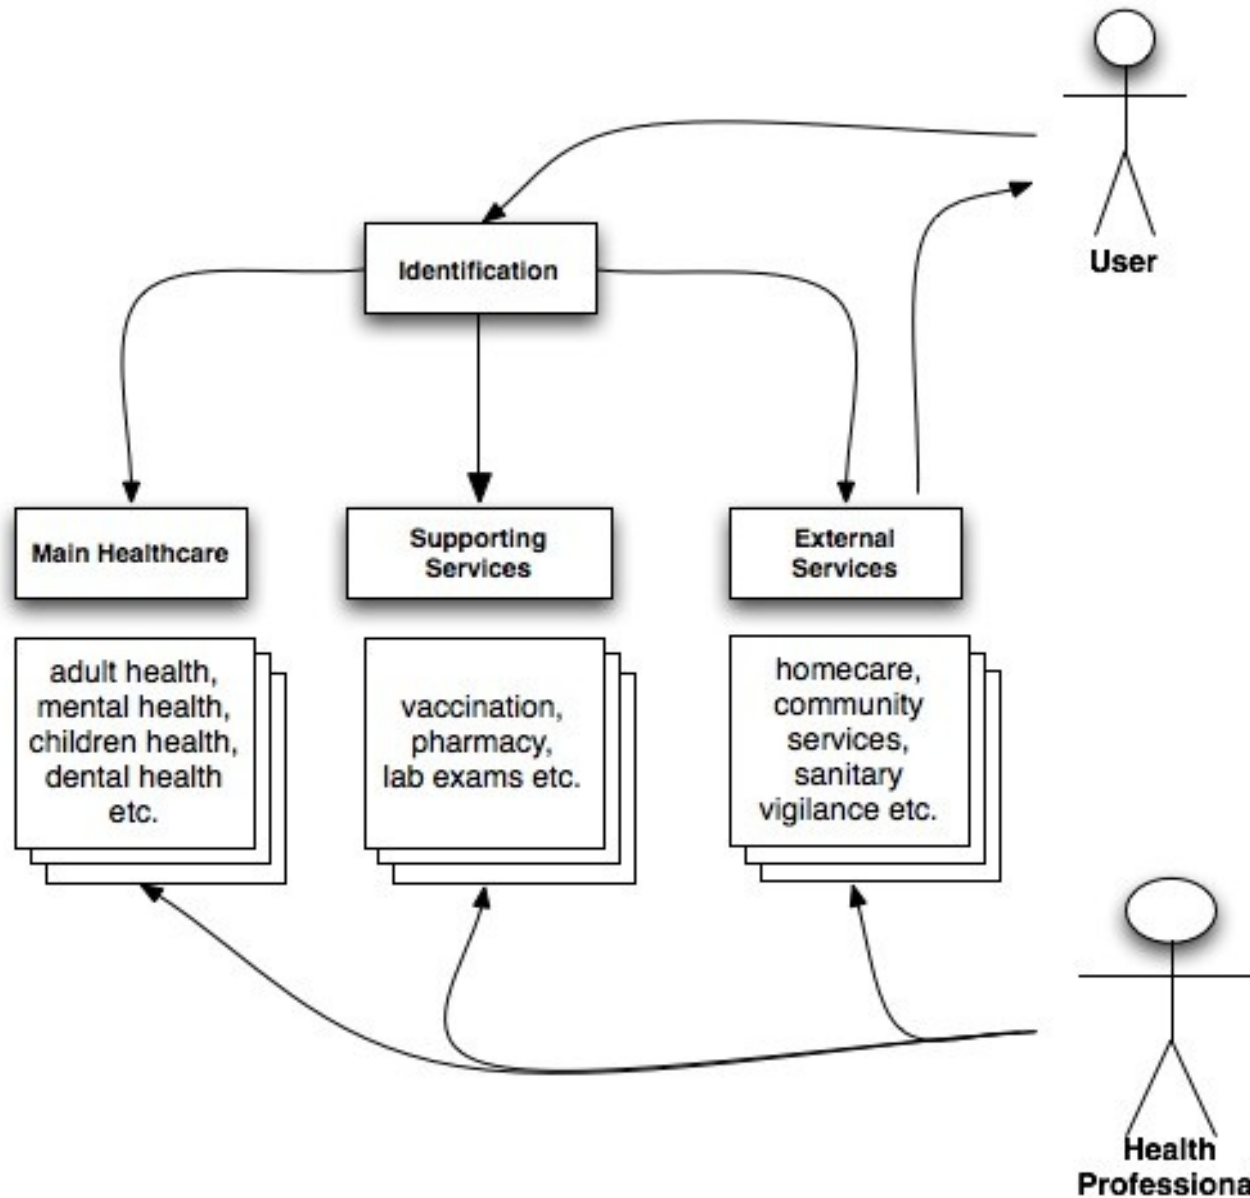 User
Identification
Main Healthcare
Supporting
Services
External
Services
adult health,
mental health,
children health,
dental health
etc.
vaccination,
pharmacy,
lab exams etc.
homecare,
community
services,
sanitary
vigilance etc.
Health
Professiona